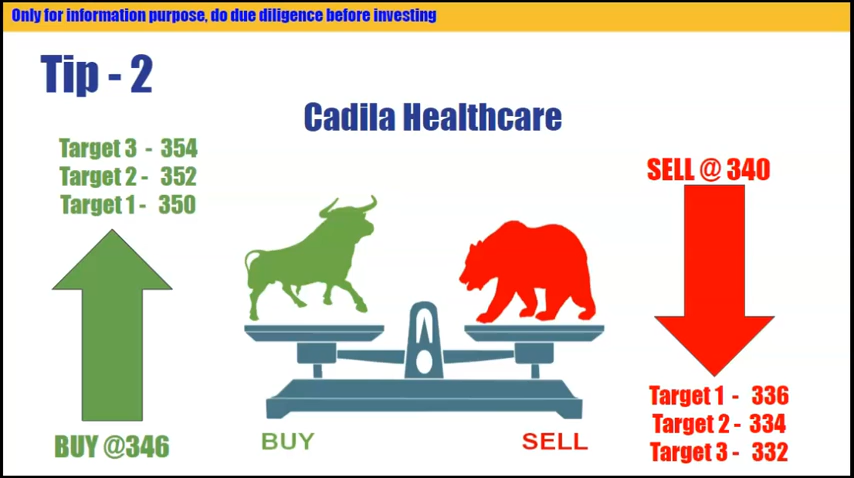 Only for information purpose, do due diligence before investing
Tip - 2
Cadila Healthcare
Target 3 - 354
Target 2 - 352
Target 1 - 350
BUY @346
BUY
SELL
SELL @ 340
Target 1 - 336
Target 2 - 334
Target 3 - 332